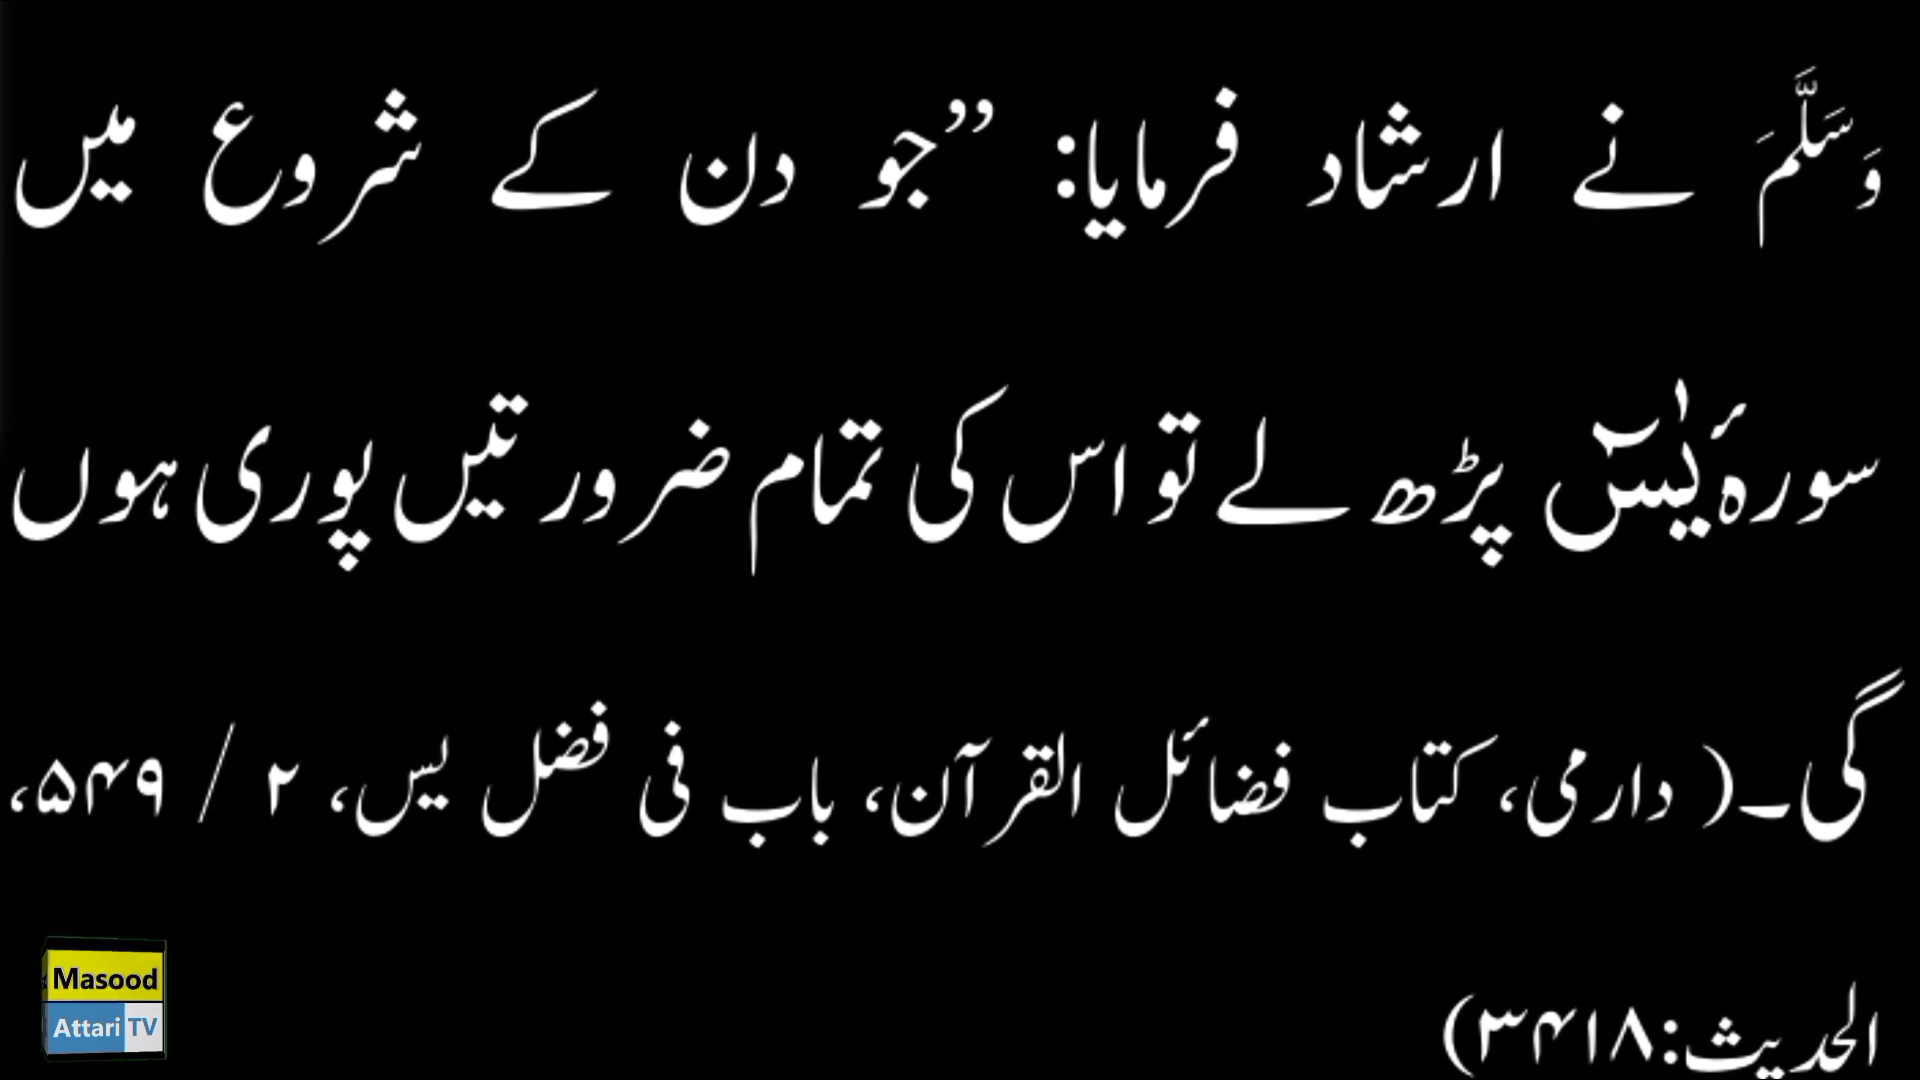 وَسَلَّمَ نے ارشاد فرمایا: ’’جو دن کے شروع میں
سورہ ٔیٰسٓ پڑھ لے تو اس کی تمام ضرورتیں پوری ہوں
گی۔( دارمی، کتاب فضائل القرآن، باب فی فضل یس، ۲ / ۵۴۹،
الحدیث:۳۴۱۸)
Masood
Attari TV